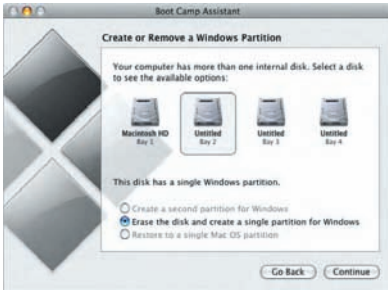 Boot Camp Assistant
Create or Remove a Windows Partition
Your computer has more than one internal disk. Select a disk
to see the available options:
Macintosh HD Untitled Untitled Untitled
Bay 1 Bay 2 Bay 3 Bay 4
This disk has a single Windows partition.
Create a second partition for Windows
Erase the disk and create a single partition for Windows
Restore to a single Mac OS partition
Go Back Continue